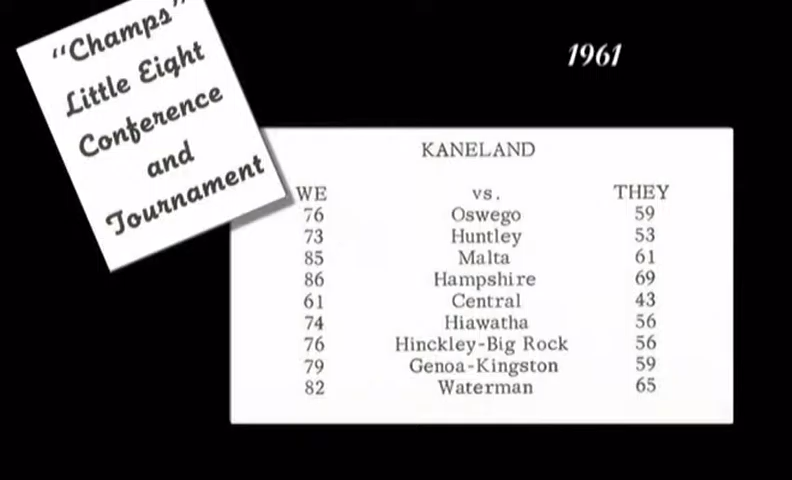 “Champs”
Little Eight
Conference
and
Tournament
1961
KANELAND
WE vs. THEY
76 Oswego 59
73 Huntley 53
85 Malta 61
86 Hampshire 69
61 Central 43
74 Hiawatha 56
76 Hinckley-Big Rock 56
79 Genoa-Kingston 59
82 Waterman 65